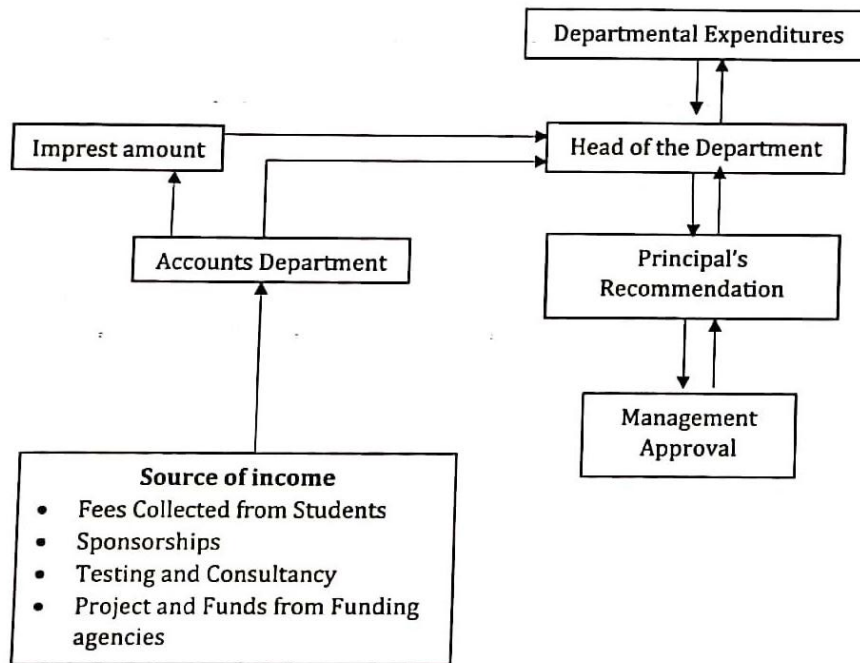 Departmental Expenditures
Imprest amount
Head of the Department
Accounts Department
Principal's
Recommendation
Management
Approval
Source of income
• Fees Collected from Students
• Sponsorships
• Testing and Consultancy
• Project and Funds from Funding
agencies